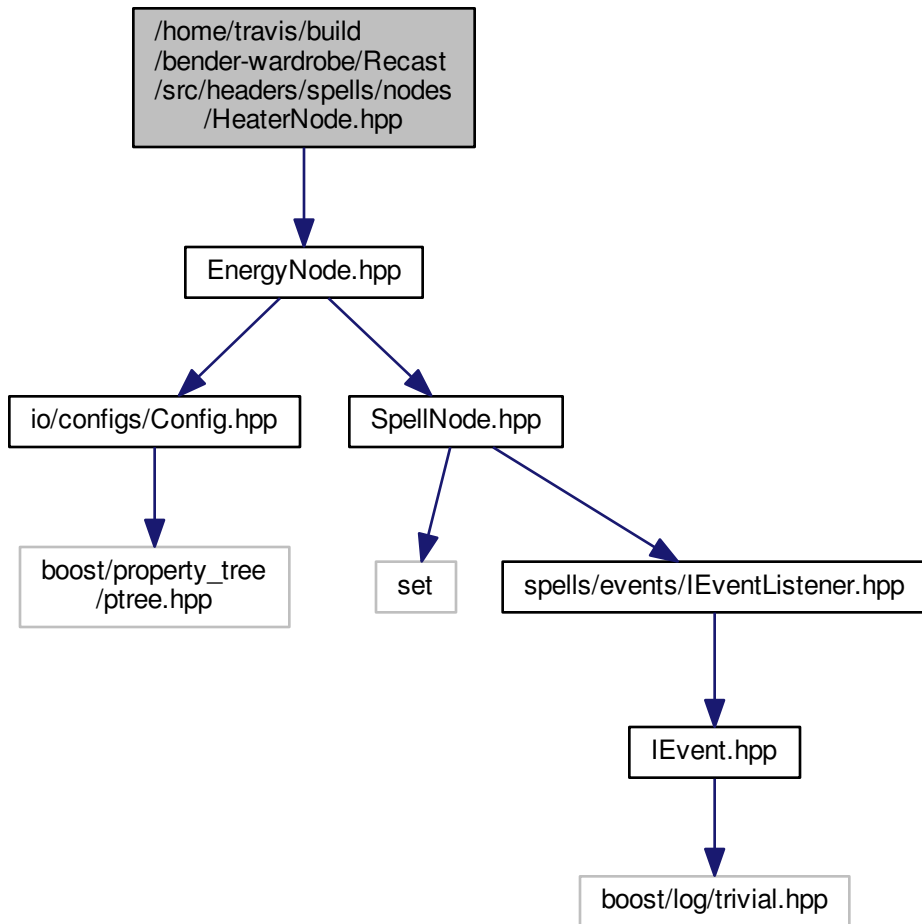 /home/travis/build
/bender-wardrobe/Recast
/src/headers/spells/nodes
/HeaterNode.hpp
EnergyNode.hpp
io/configs/Config.hpp
SpellNode.hpp
boost/property_tree
/ptree.hpp
set
spells/events/IEventListener.hpp
IEvent.hpp
boost/log/trivial.hpp